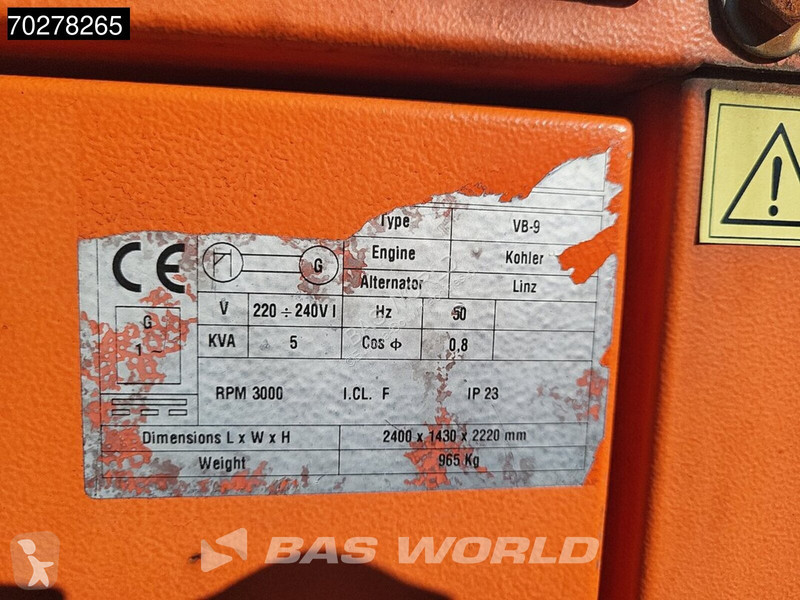 70278265
Type VB-9
Engine Kohler
Alternator Linz
CE
G
G
1 ~
V 220 ÷ 240V I Hz 50
KVA 5 Cos ϕ 0,8
RPM 3000 I.CL. F IP 23
Dimensions L x W x H 2400 x 1430 x 2220 mm
Weight 965 Kg
BAS WORLD